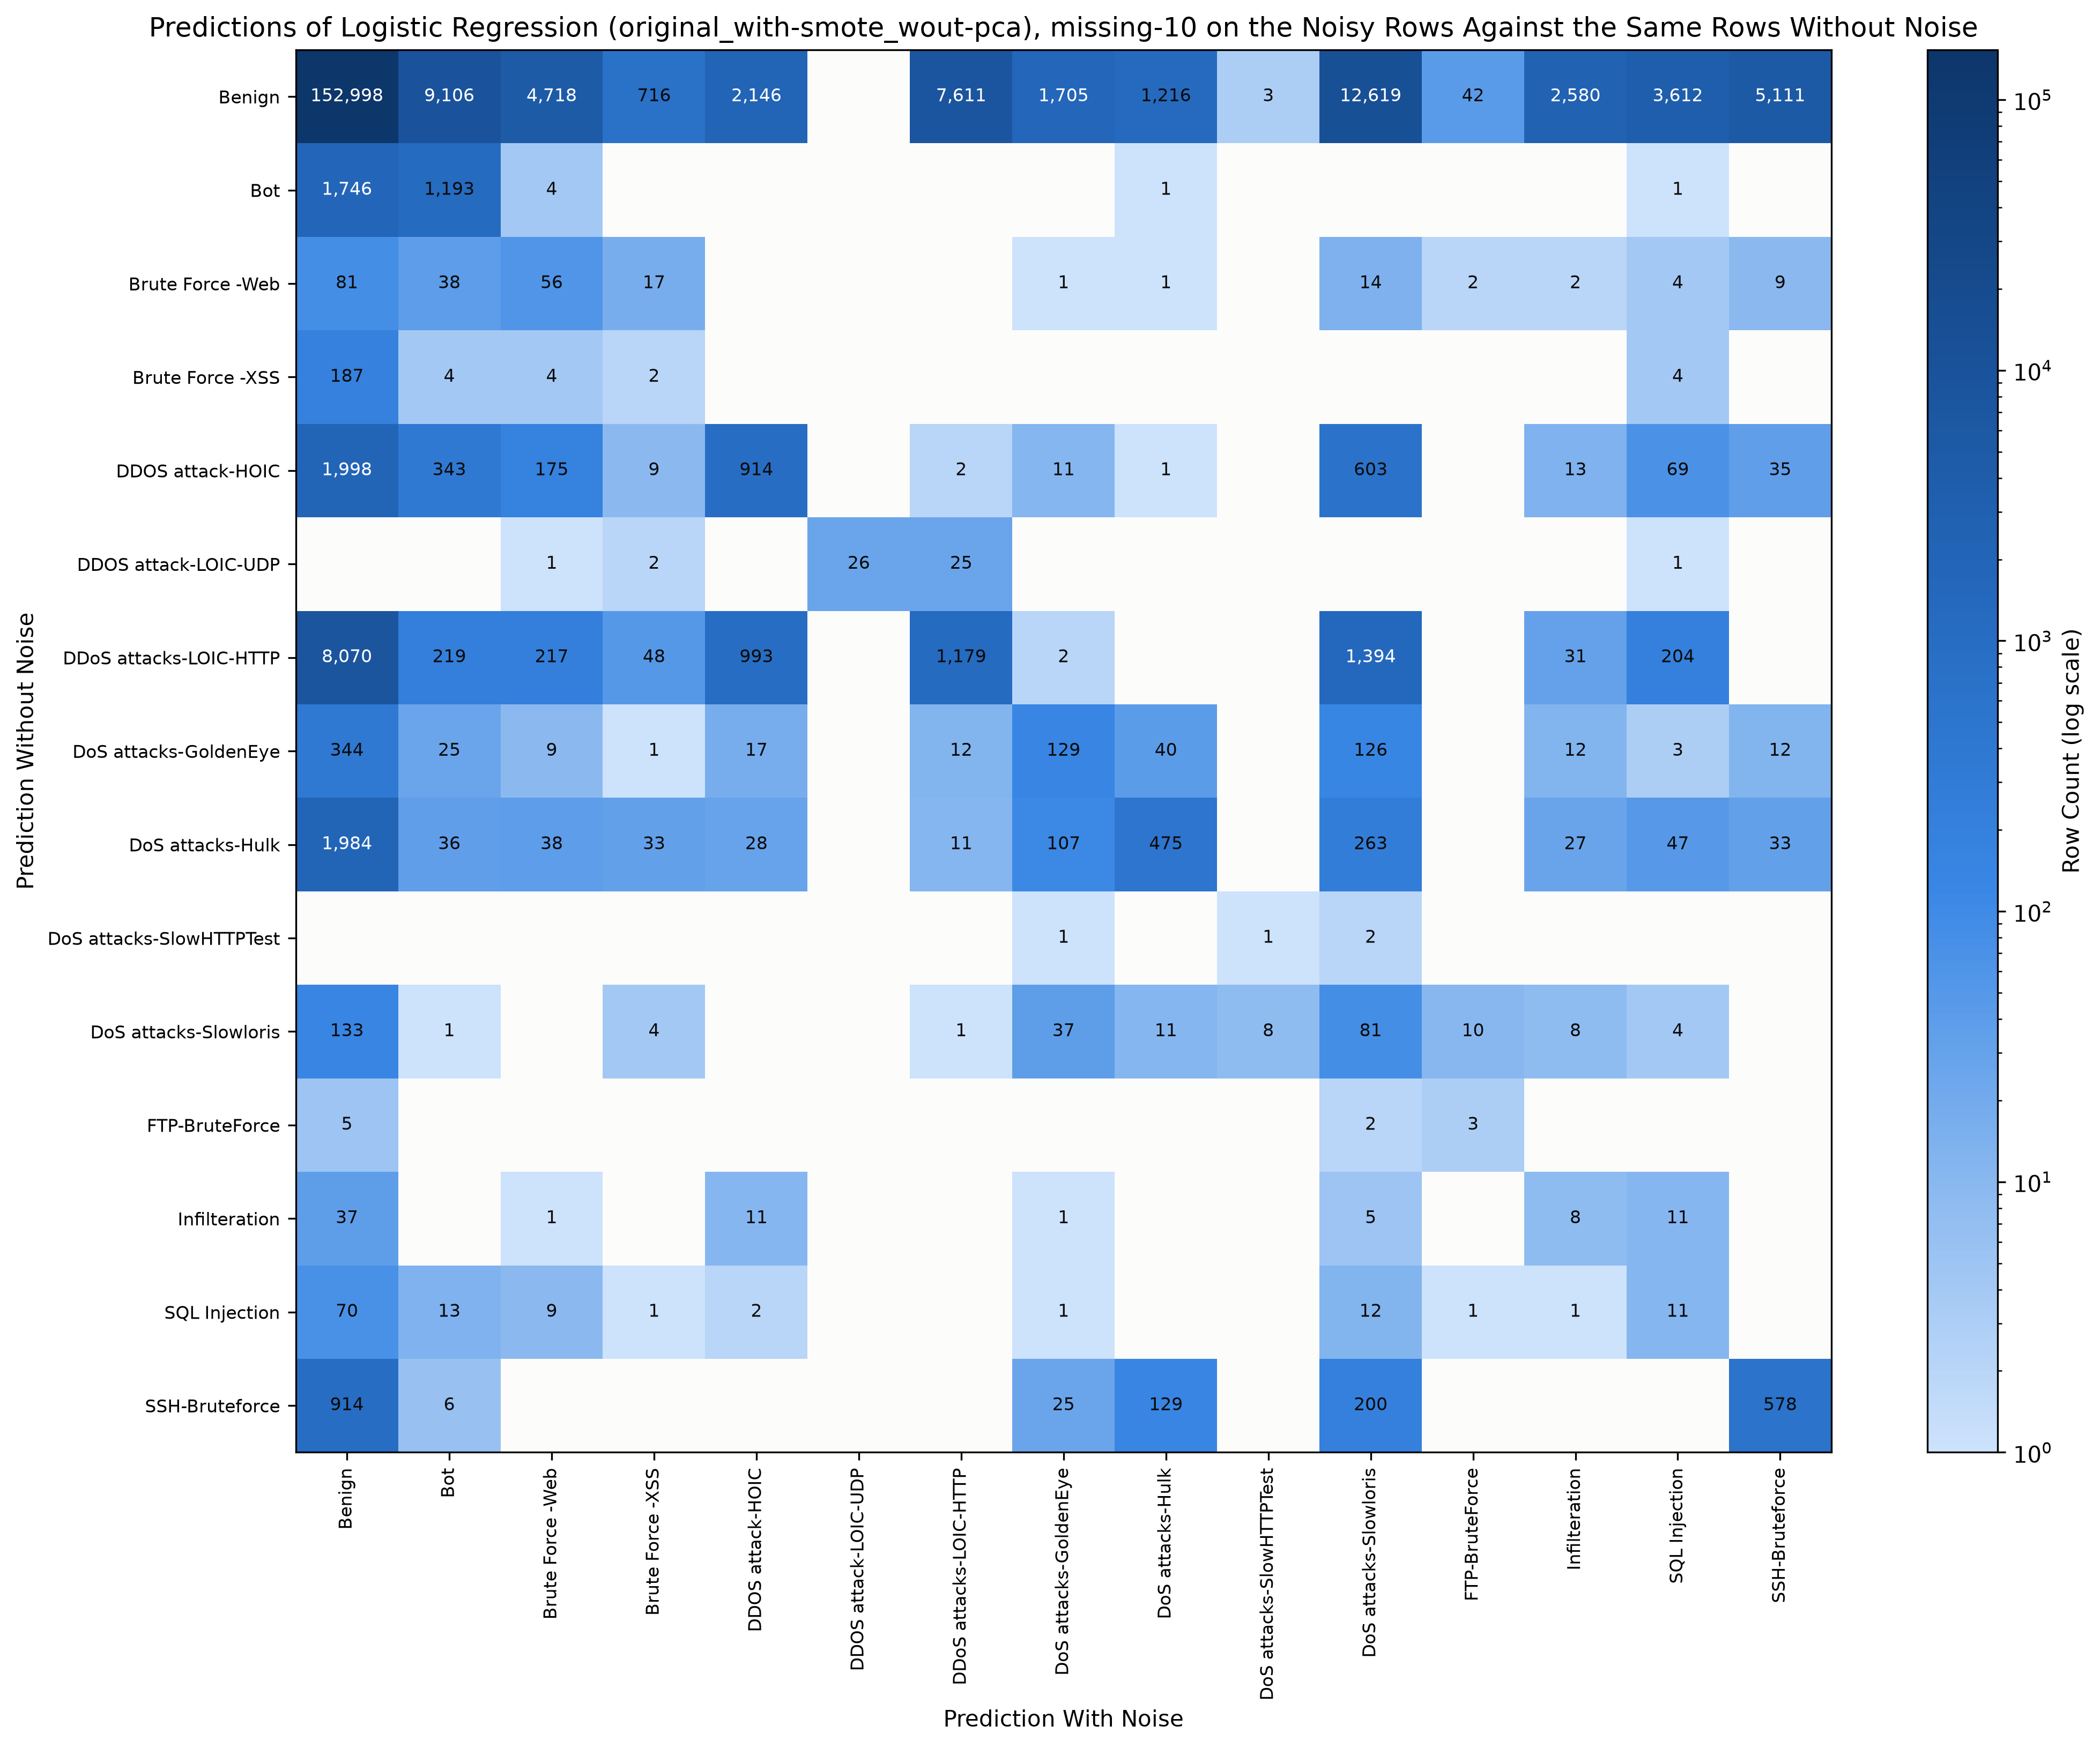 Predictions of Logistic Regression (original_with-smote_wout-pca), missing-10 on the Noisy Rows Against the Same Rows Without Noise
Prediction Without Noise
Benign 152,998 9,106 4,718 716 2,146 7,611 1,705 1,216 3 12,619 42 2,580 3,612 5,111
Bot 1,746 1,193 4 1 1
Brute Force -Web 81 38 56 17 1 1 14 2 2 4 9
Brute Force -XSS 187 4 4 2 4
DDOS attack-HOIC 1,998 343 175 9 914 2 11 1 603 13 69 35
DDOS attack-LOIC-UDP 1 2 26 25 1
DDoS attacks-LOIC-HTTP 8,070 219 217 48 993 1,179 2 1,394 31 204
DoS attacks-GoldenEye 344 25 9 1 17 12 129 40 126 12 3 12
DoS attacks-Hulk 1,984 36 38 33 28 11 107 475 263 27 47 33
DoS attacks-SlowHTTPTest 1 1 2
DoS attacks-Slowloris 133 1 4 1 37 11 8 81 10 8 4
FTP-BruteForce 5 2 3
Infilteration 37 1 11 1 5 8 11
SQL Injection 70 13 9 1 2 1 12 1 1 11
SSH-Bruteforce 914 6 25 129 200 578
Benign
Bot
Brute Force -Web
Brute Force -XSS
DDOS attack-HOIC
DDOS attack-LOIC-UDP
DDoS attacks-LOIC-HTTP
DoS attacks-GoldenEye
DoS attacks-Hulk
DoS attacks-SlowHTTPTest
DoS attacks-Slowloris
FTP-BruteForce
Infilteration
SQL Injection
SSH-Bruteforce
Prediction With Noise
10⁵
10⁴
10³
10²
10¹
10⁰
Row Count (log scale)